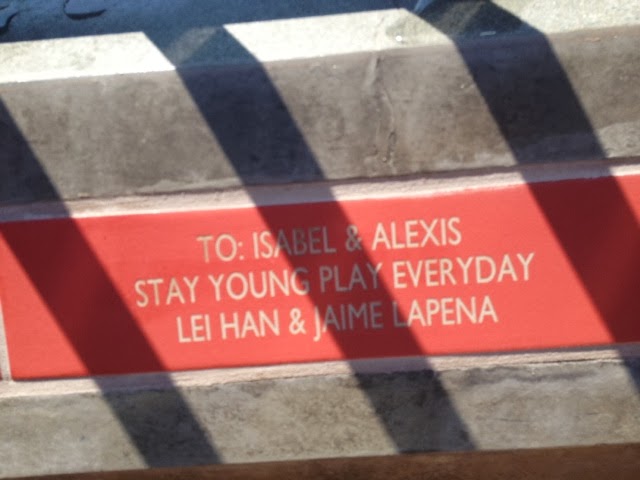 TO: ISABEL & ALEXIS
STAY YOUNG PLAY EVERYDAY
LEI HAN & JAIME LAPENA